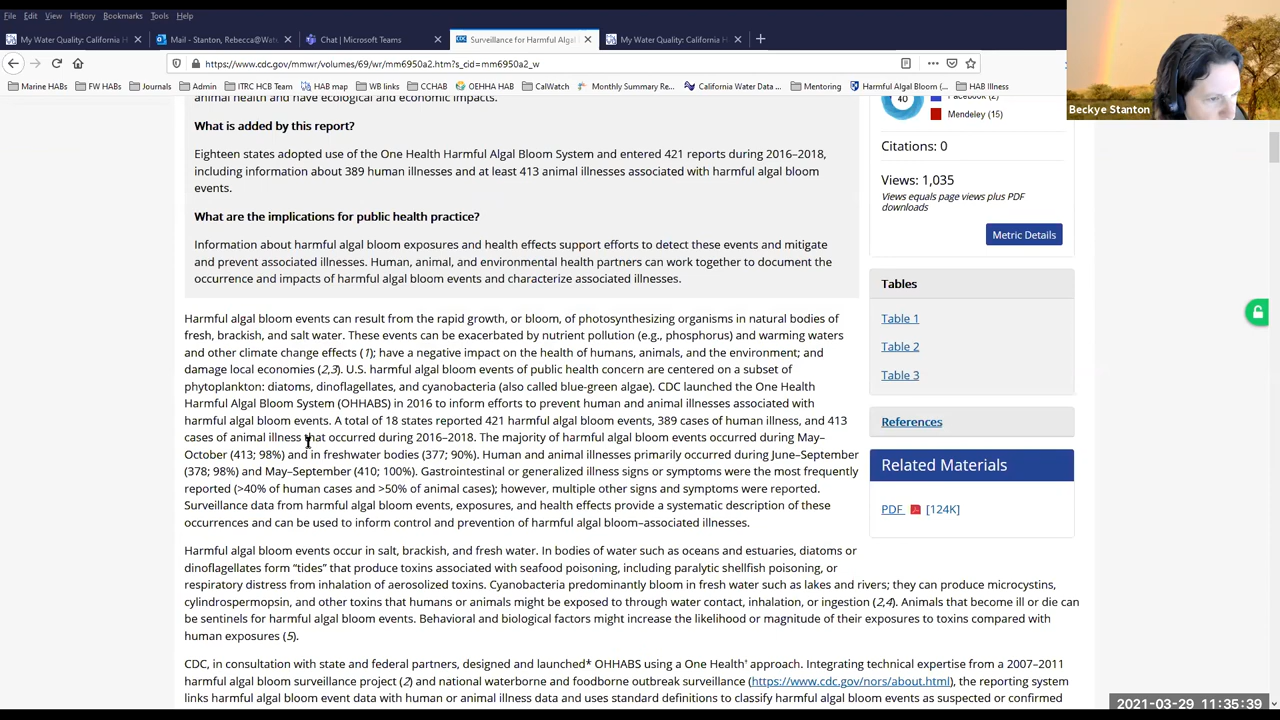 File Edit View History Bookmarks Tools Help
My Water Quality: California H
Mail - Stanton, Rebecca@Wat
Chat | Microsoft Teams
Surveillance for Harmful Algal
My Water Quality: California H
https://www.cdc.gov/mmwr/volumes/69/wr/mm6950a2.htm?s_cid=mm6950a2_w
Marine HABs FW HABs Journals Admin ITRC HCB Team HAB map WB links CCHAB OEHHA HAB Monthly Summary Re... California Water Data ... Mentoring Harmful Algal Bloom (... HAB Illness
Beckye Stanton
animal health and have ecological and economic impacts.
What is added by this report?
Eighteen states adopted use of the One Health Harmful Algal Bloom System and entered 421 reports during 2016–2018,
including information about 389 human illnesses and at least 413 animal illnesses associated with harmful algal bloom
events.
What are the implications for public health practice?
Information about harmful algal bloom exposures and health effects support efforts to detect these events and mitigate
and prevent associated illnesses. Human, animal, and environmental health partners can work together to document the
occurrence and impacts of harmful algal bloom events and characterize associated illnesses.
Harmful algal bloom events can result from the rapid growth, or bloom, of photosynthesizing organisms in natural bodies of
fresh, brackish, and salt water. These events can be exacerbated by nutrient pollution (e.g., phosphorus) and warming waters
and other climate change effects (1); have a negative impact on the health of humans, animals, and the environment; and
damage local economies (2,3). U.S. harmful algal bloom events of public health concern are centered on a subset of
phytoplankton: diatoms, dinoflagellates, and cyanobacteria (also called blue-green algae). CDC launched the One Health
Harmful Algal Bloom System (OHHABS) in 2016 to inform efforts to prevent human and animal illnesses associated with
harmful algal bloom events. A total of 18 states reported 421 harmful algal bloom events, 389 cases of human illness, and 413
cases of animal illness that occurred during 2016–2018. The majority of harmful algal bloom events occurred during May–
October (413; 98%) and in freshwater bodies (377; 90%). Human and animal illnesses primarily occurred during June–September
(378; 98%) and May–September (410; 100%). Gastrointestinal or generalized illness signs or symptoms were the most frequently
reported (>40% of human cases and >50% of animal cases); however, multiple other signs and symptoms were reported.
Surveillance data from harmful algal bloom events, exposures, and health effects provide a systematic description of these
occurrences and can be used to inform control and prevention of harmful algal bloom–associated illnesses.
Harmful algal bloom events occur in salt, brackish, and fresh water. In bodies of water such as oceans and estuaries, diatoms or
dinoflagellates form “tides” that produce toxins associated with seafood poisoning, including paralytic shellfish poisoning, or
respiratory distress from inhalation of aerosolized toxins. Cyanobacteria predominantly bloom in fresh water such as lakes and rivers; they can produce microcystins,
cylindrospermopsin, and other toxins that humans or animals might be exposed to through water contact, inhalation, or ingestion (2,4). Animals that become ill or die can
be sentinels for harmful algal bloom events. Behavioral and biological factors might increase the likelihood or magnitude of their exposures to toxins compared with
human exposures (5).
CDC, in consultation with state and federal partners, designed and launched* OHHABS using a One Health† approach. Integrating technical expertise from a 2007–2011
harmful algal bloom surveillance project (2) and national waterborne and foodborne outbreak surveillance (https://www.cdc.gov/nors/about.html), the reporting system
links harmful algal bloom event data with human or animal illness data and uses standard definitions to classify harmful algal bloom events as suspected or confirmed
40
Facebook (2)
Mendeley (15)
Citations: 0
Views: 1,035
Views equals page views plus PDF
downloads
Metric Details
Tables
Table 1
Table 2
Table 3
References
Related Materials
PDF [124K]
2021-03-29 11:35:39